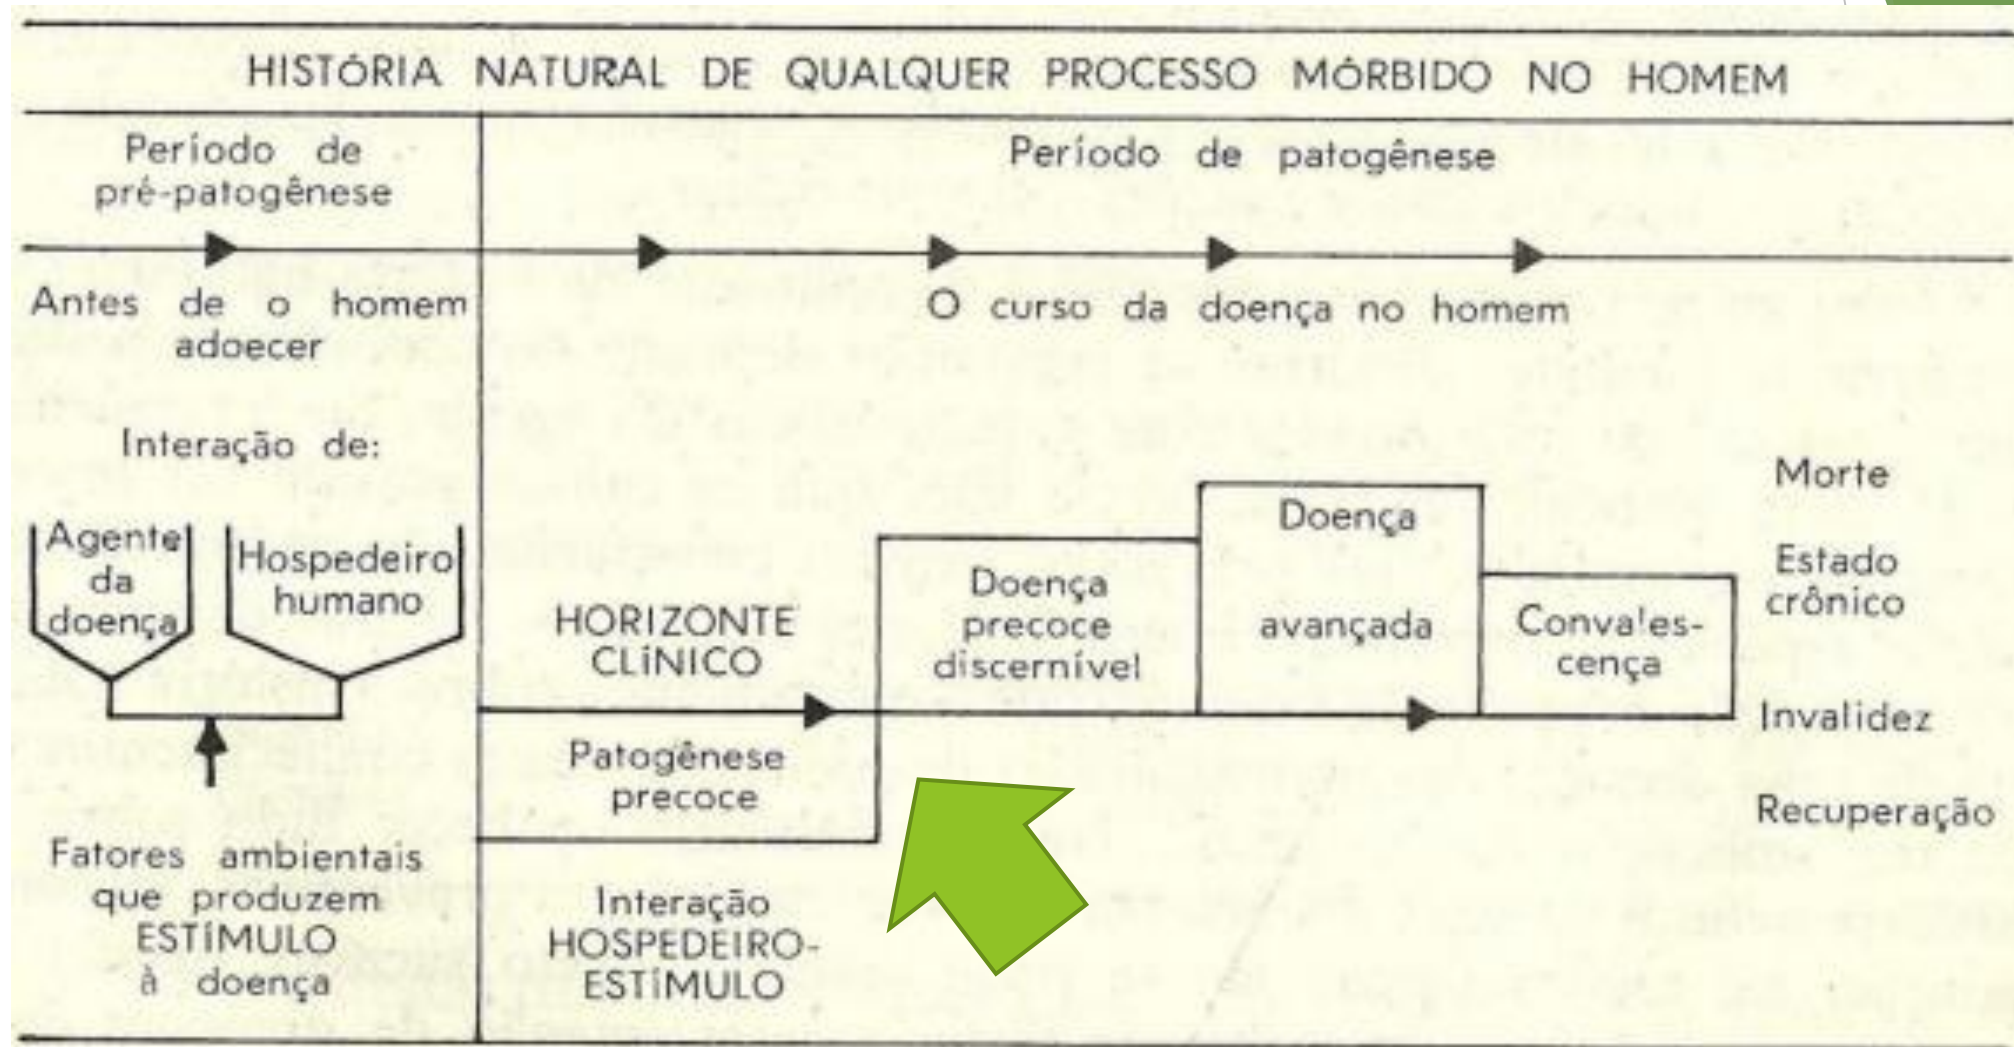 HISTÓRIA NATURAL DE QUALQUER PROCESSO MÓRBIDO NO HOMEM
Período de
pré-patogênese
Período de patogênese
Antes de o homem
adoecer
O curso da doença no homem
Interação de:
Agente
da
doença
Hospedeiro
humano
Fatores ambientais
que produzem
ESTÍMULO
à doença
HORIZONTE
CLÍNICO
Patogênese
precoce
Interação
HOSPEDEIRO-
ESTÍMULO
Doença
precoce
discernível
Doença
avançada
Convales-
cença
Morte
Estado
crônico
Invalidez
Recuperação